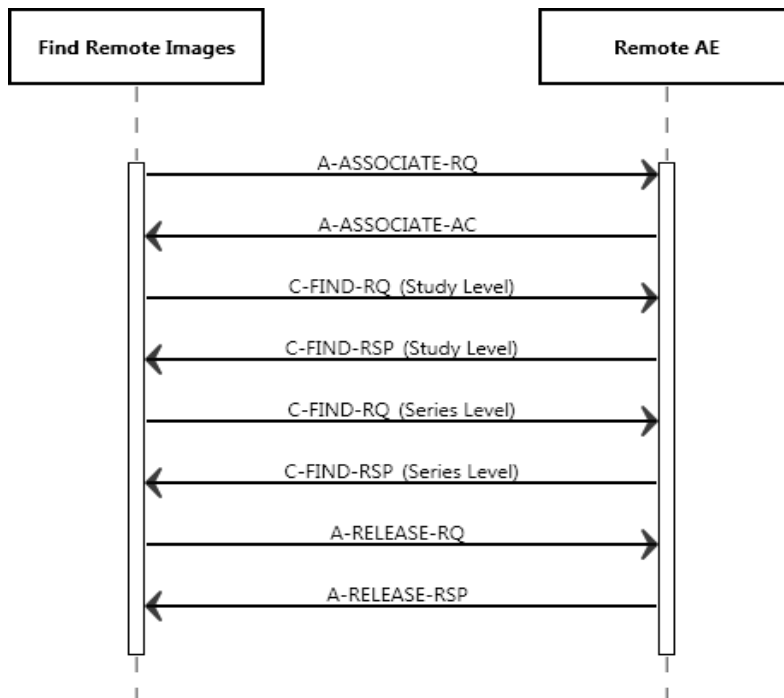 Find Remote Images
Remote AE
A-ASSOCIATE-RQ
A-ASSOCIATE-AC
C-FIND-RQ (Study Level)
C-FIND-RSP (Study Level)
C-FIND-RQ (Series Level)
C-FIND-RSP (Series Level)
A-RELEASE-RQ
A-RELEASE-RSP